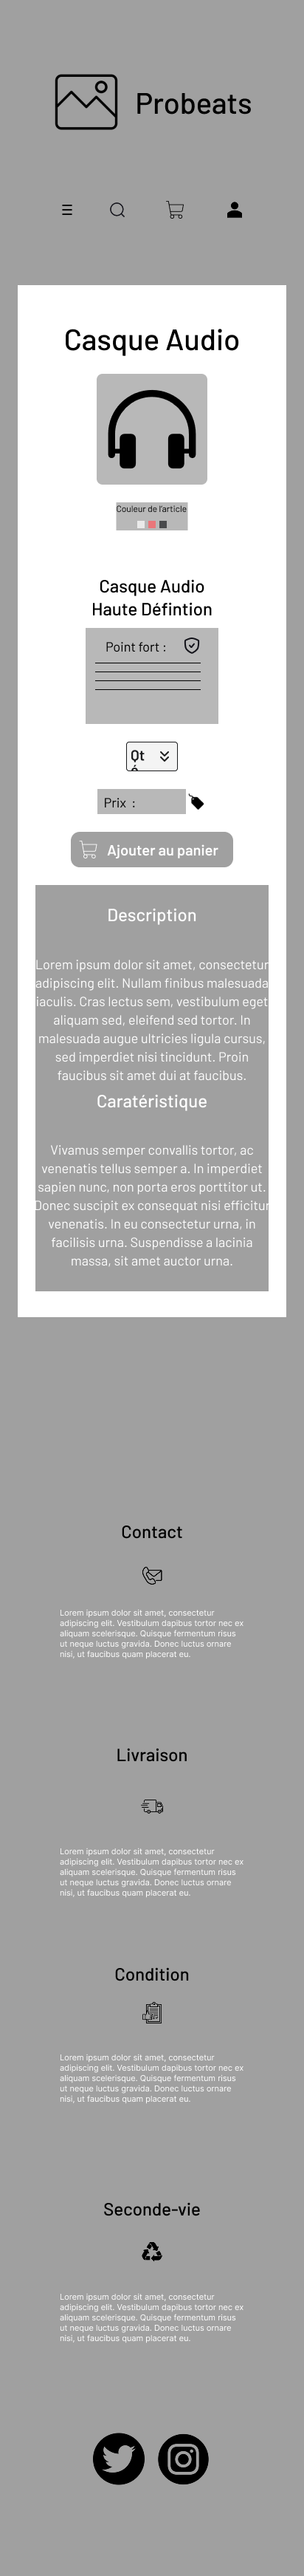 Probeats
Casque Audio
Couleur de l'article
Casque Audio
Haute Défintion
Point fort :
Qt
é
Prix :
Ajouter au panier
Description
Lorem ipsum dolor sit amet, consectetur
adipiscing elit. Nullam finibus malesuada
iaculis. Cras lectus sem, vestibulum eget
aliquam sed, eleifend sed tortor. In
malesuada augue ultricies ligula cursus,
sed imperdiet nisi tincidunt. Proin
faucibus sit amet dui at faucibus.
Caratéristique
Vivamus semper convallis tortor, ac
venenatis tellus semper a. In imperdiet
sapien nunc, non porta eros porttitor ut.
Donec suscipit ex consequat nisi efficitur
venenatis. In eu consectetur urna, in
facilisis urna. Suspendisse a lacinia
massa, sit amet auctor urna.
Contact
Lorem ipsum dolor sit amet, consectetur
adipiscing elit. Vestibulum dapibus tortor nec ex
aliquam scelerisque. Quisque fermentum risus
ut neque luctus gravida. Donec luctus ornare
nisi, ut faucibus quam placerat eu.
Livraison
Lorem ipsum dolor sit amet, consectetur
adipiscing elit. Vestibulum dapibus tortor nec ex
aliquam scelerisque. Quisque fermentum risus
ut neque luctus gravida. Donec luctus ornare
nisi, ut faucibus quam placerat eu.
Condition
Lorem ipsum dolor sit amet, consectetur
adipiscing elit. Vestibulum dapibus tortor nec ex
aliquam scelerisque. Quisque fermentum risus
ut neque luctus gravida. Donec luctus ornare
nisi, ut faucibus quam placerat eu.
Seconde-vie
Lorem ipsum dolor sit amet, consectetur
adipiscing elit. Vestibulum dapibus tortor nec ex
aliquam scelerisque. Quisque fermentum risus
ut neque luctus gravida. Donec luctus ornare
nisi, ut faucibus quam placerat eu.